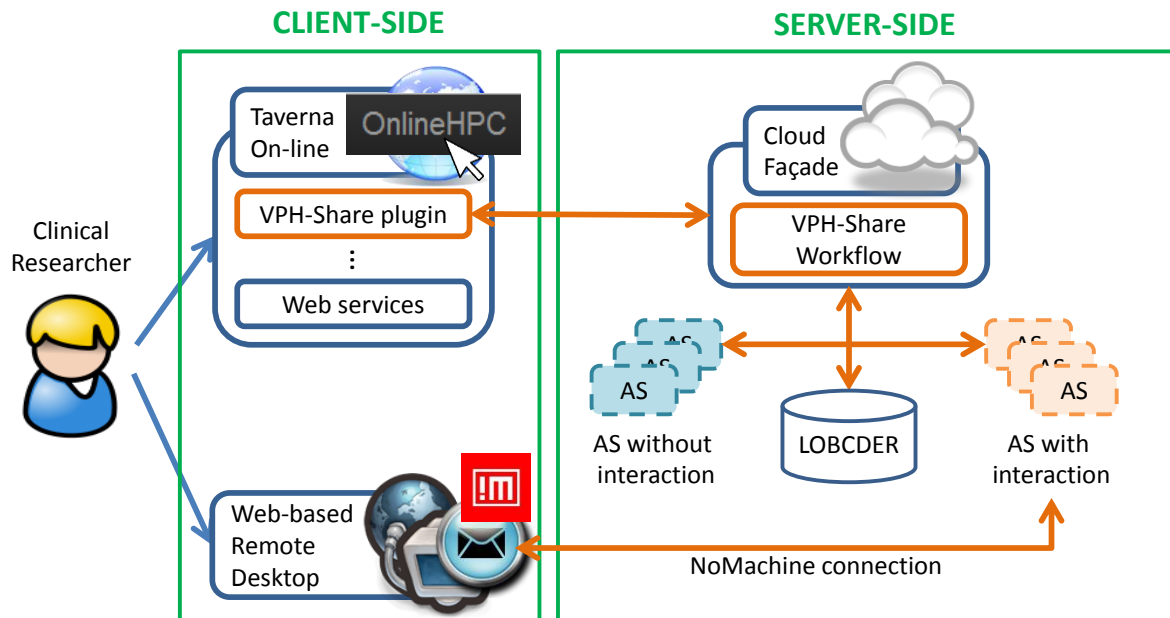 CLIENT-SIDE
SERVER-SIDE
Taverna
On-line
OnlineHPC
VPH-Share plugin
...
Web services
Clinical
Researcher
Cloud
Façade
VPH-Share
Workflow
AS
AS
AS
AS without
interaction
LOBCDER
AS
AS
AS
AS with
interaction
!M
Web-based
Remote
Desktop
NoMachine connection